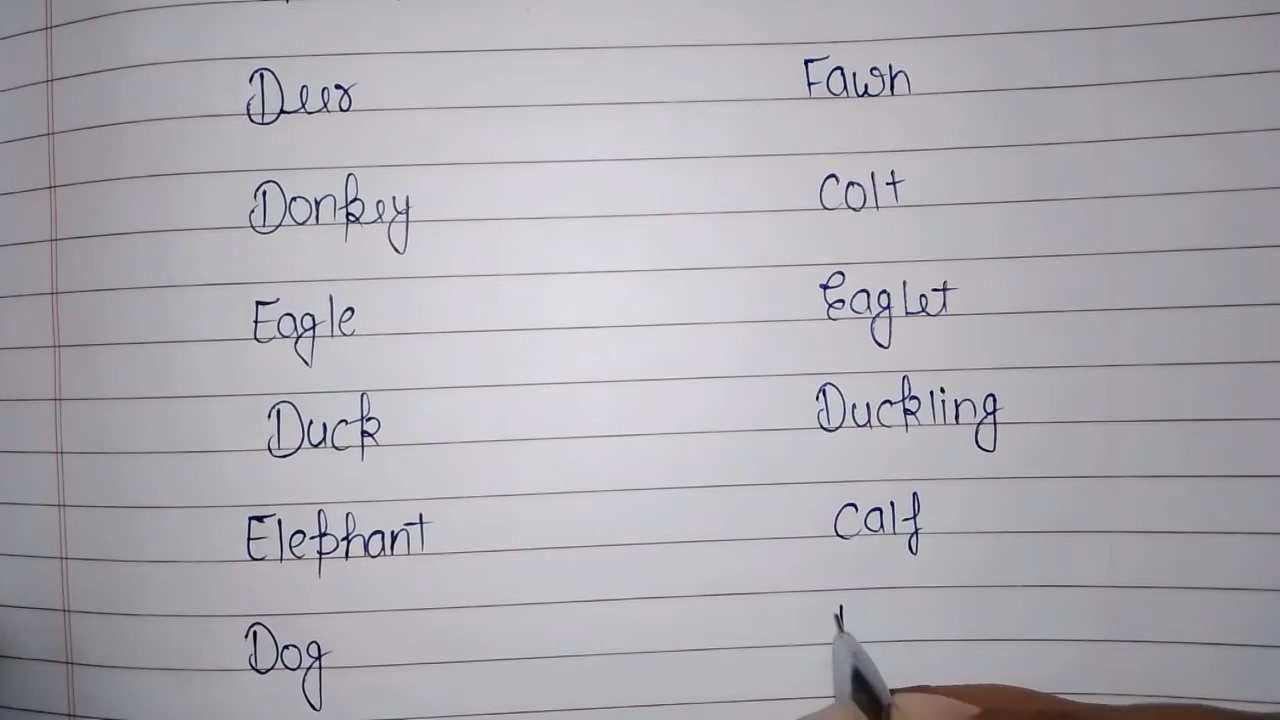 Deer Fawn
Donkey Colt
Eagle Eaglet
Duck Duckling
Elephant Calf
Dog